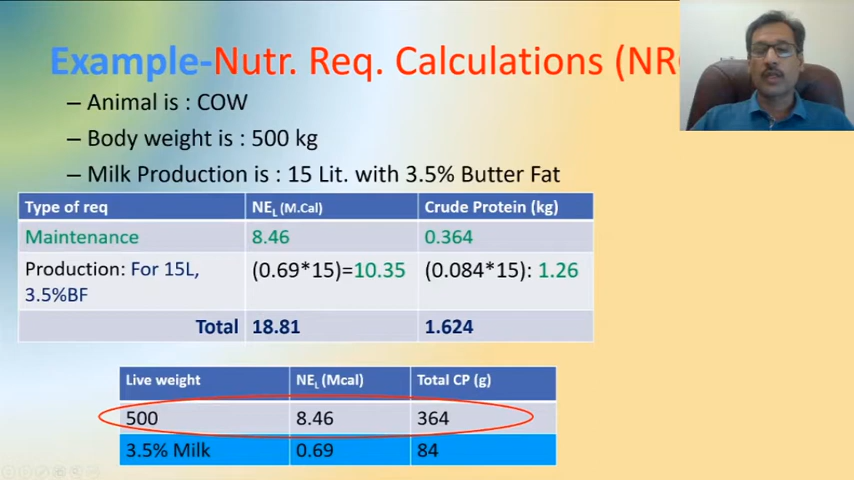 Example-Nutr. Req. Calculations (NR
– Animal is : COW
– Body weight is : 500 kg
– Milk Production is : 15 Lit. with 3.5% Butter Fat
Type of req NEL (M.Cal) Crude Protein (kg)
Maintenance 8.46 0.364
Production: For 15L, (0.69*15)=10.35 (0.084*15): 1.26
3.5%BF
Total 18.81 1.624
Live weight NEL (Mcal) Total CP (g)
500 8.46 364
3.5% Milk 0.69 84